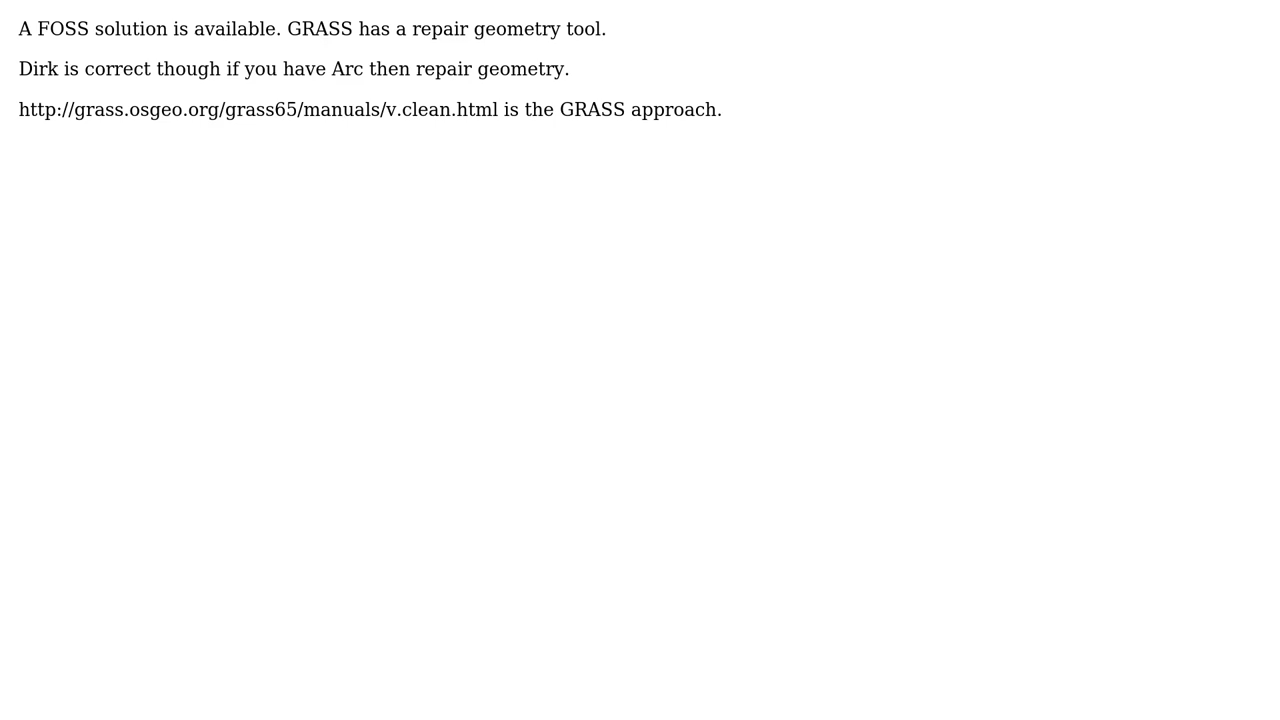 A FOSS solution is available. GRASS has a repair geometry tool.
Dirk is correct though if you have Arc then repair geometry.
http://grass.osgeo.org/grass65/manuals/v.clean.html is the GRASS approach.